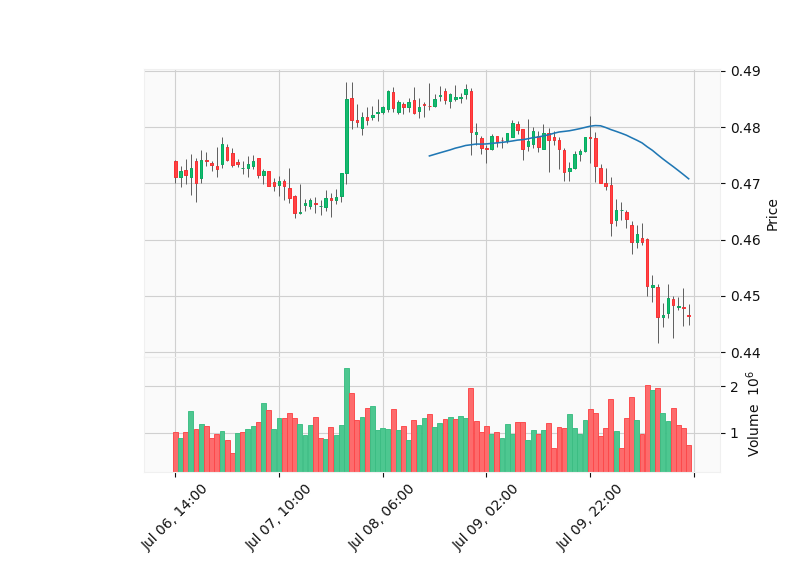 0.49
0.48
0.47
0.46
0.45
0.44
Price
2
1
Volume 10^6
Jul 06, 14:00
Jul 07, 10:00
Jul 08, 06:00
Jul 09, 02:00
Jul 09, 22:00